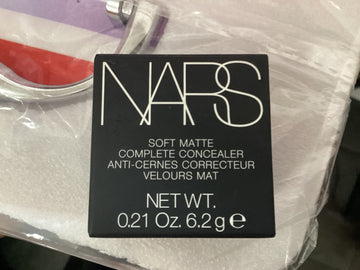 NARS
SOFT MATTE
COMPLETE CONCEALER
ANTI-CERNES CORRECTEUR
VELOURS MAT
NET WT.
0.21 Oz. 6.2 g ℮